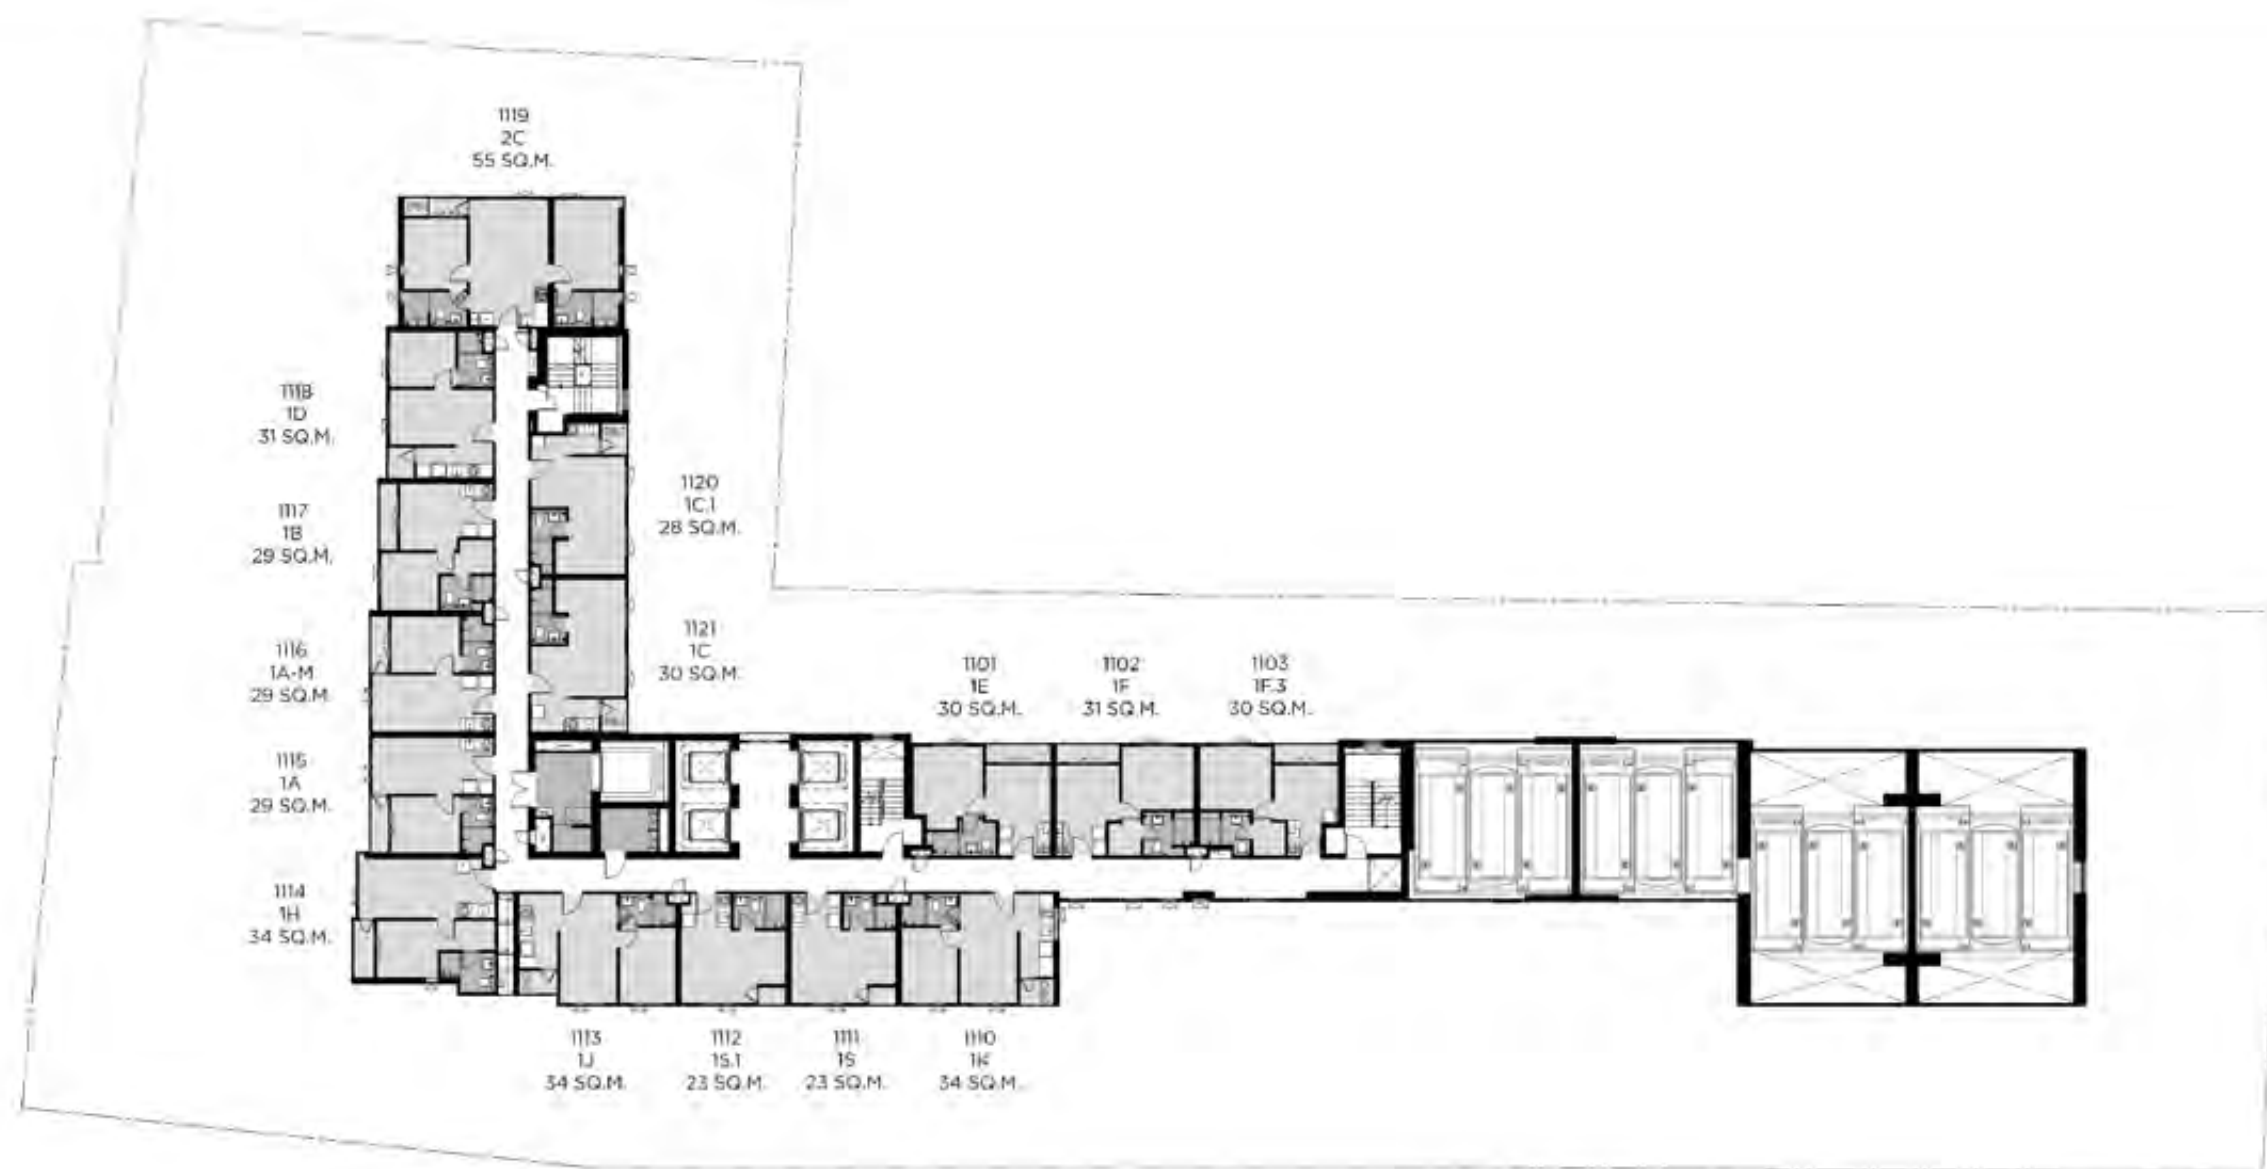 1119
2C
55 SQ.M.
1118
1D
31 SQ.M.
1117
1B
29 SQ.M.
1120
1C.1
28 SQ.M.
1116
1A-M
29 SQ.M.
1121
1C
30 SQ.M.
1101
1E
30 SQ.M.
1102
1F
31 SQ.M.
1103
1F.3
30 SQ.M.
1115
1A
29 SQ.M.
1114
1H
34 SQ.M.
1113
1J
34 SQ.M.
1112
1S.1
23 SQ.M.
1111
1S
23 SQ.M.
1110
1K
34 SQ.M.